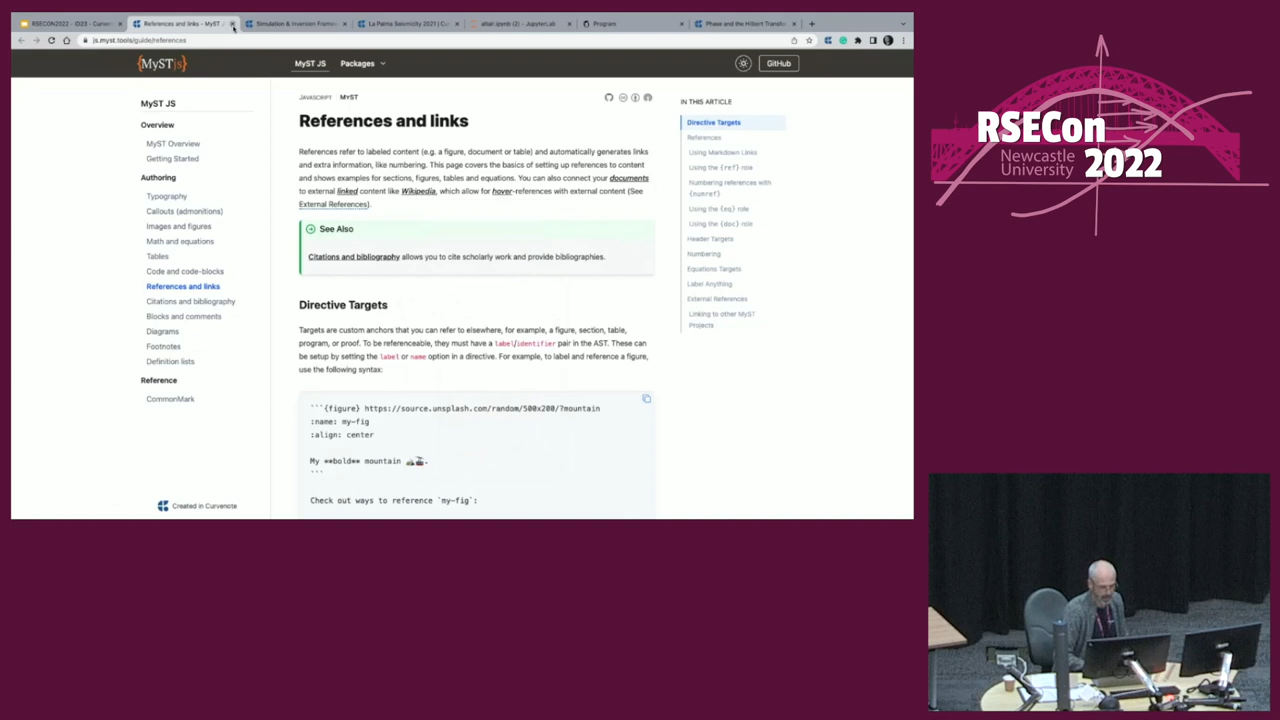 RSECON2022 - ID23 - Curven
References and links - MyST J
Simulation & Inversion Framew
La Palma Seismicity 2021 | Cu
altair.ipynb (2) - JupyterLab
Program
Phase and the Hilbert Transfo
js.myst.tools/guide/references
{MySTjs}
MyST JS
Packages
GitHub
MyST JS
Overview
MyST Overview
Getting Started
Authoring
Typography
Callouts (admonitions)
Images and figures
Math and equations
Tables
Code and code-blocks
References and links
Citations and bibliography
Blocks and comments
Diagrams
Footnotes
Definition lists
Reference
CommonMark
Created in Curvenote
JAVASCRIPT MYST
References and links
References refer to labeled content (e.g. a figure, document or table) and automatically generates links
and extra information, like numbering. This page covers the basics of setting up references to content
and shows examples for sections, figures, tables and equations. You can also connect your documents
to external linked content like Wikipedia, which allow for hover-references with external content (See
External References).
See Also
Citations and bibliography allows you to cite scholarly work and provide bibliographies.
Directive Targets
Targets are custom anchors that you can refer to elsewhere, for example, a figure, section, table,
program, or proof. To be referenceable, they must have a label/identifier pair in the AST. These can
be setup by setting the label or name option in a directive. For example, to label and reference a figure,
use the following syntax:
```{figure} https://source.unsplash.com/random/500x200/?mountain
:name: my-fig
:align: center
My **bold** mountain 🏔🚠.
```
Check out ways to reference `my-fig`:
IN THIS ARTICLE
Directive Targets
References
Using Markdown Links
Using the {ref} role
Numbering references with
{numref}
Using the {eq} role
Using the {doc} role
Header Targets
Numbering
Equations Targets
Label Anything
External References
Linking to other MyST
Projects
RSECon
Newcastle
University 2022